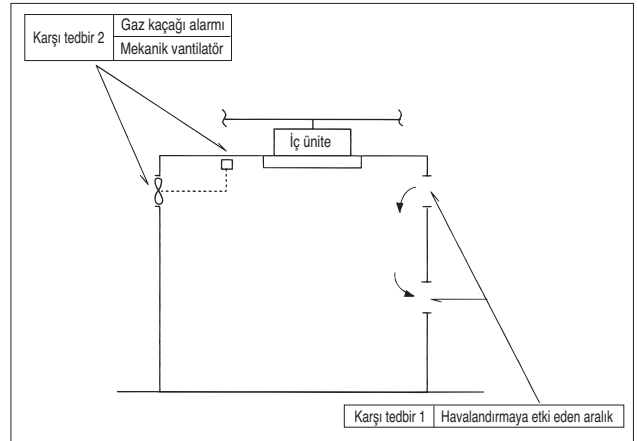 Karşı tedbir 2
Gaz kaçağı alarmı
Mekanik vantilatör
İç ünite
Karşı tedbir 1
Havalandırmaya etki eden aralık